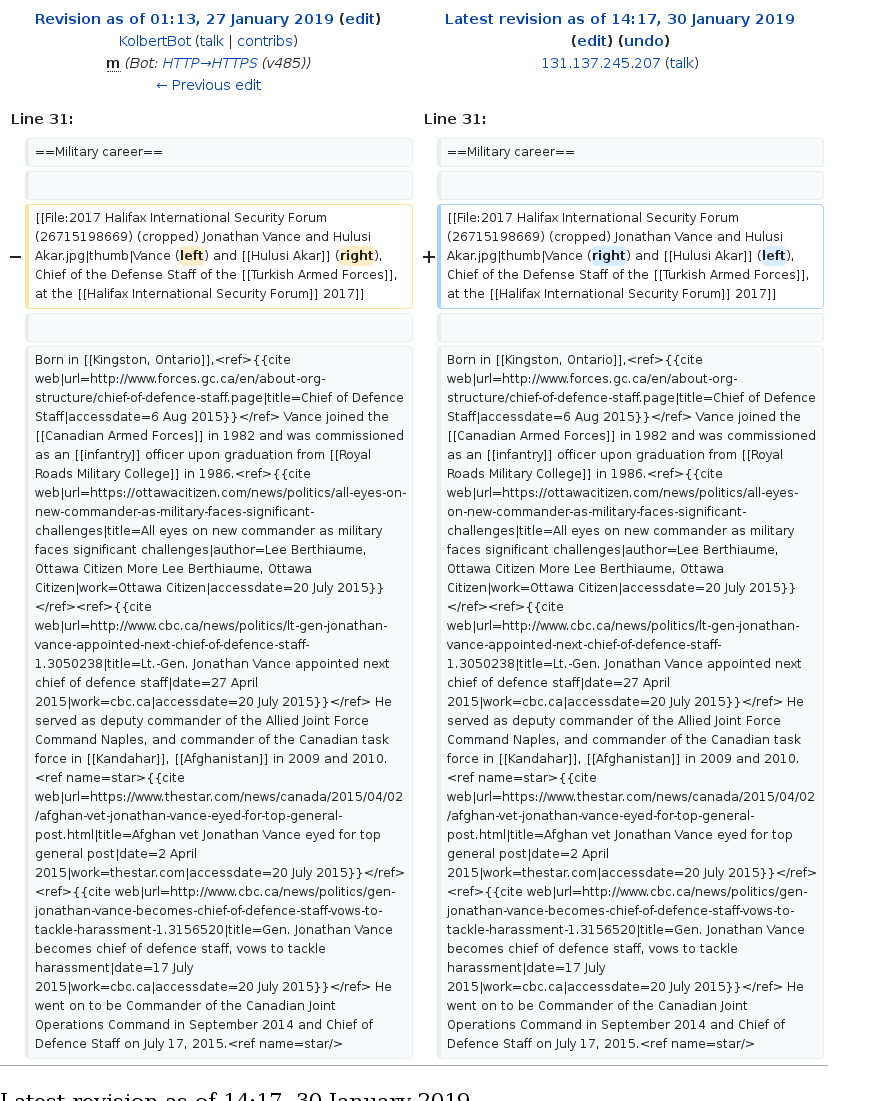 Revision as of 01:13, 27 January 2019 (edit)
KolbertBot (talk | contribs)
m (Bot: HTTP→HTTPS (v485))
← Previous edit
Latest revision as of 14:17, 30 January 2019
(edit) (undo)
131.137.245.207 (talk)
Line 31:
Line 31:
==Military career==
==Military career==
− [[File:2017 Halifax International Security Forum
(26715198669) (cropped) Jonathan Vance and Hulusi
Akar.jpg|thumb|Vance (left) and [[Hulusi Akar]] (right),
Chief of the Defense Staff of the [[Turkish Armed Forces]],
at the [[Halifax International Security Forum]] 2017]]
+ [[File:2017 Halifax International Security Forum
(26715198669) (cropped) Jonathan Vance and Hulusi
Akar.jpg|thumb|Vance (right) and [[Hulusi Akar]] (left),
Chief of the Defense Staff of the [[Turkish Armed Forces]],
at the [[Halifax International Security Forum]] 2017]]
Born in [[Kingston, Ontario]],<ref>{{cite
web|url=http://www.forces.gc.ca/en/about-org-
structure/chief-of-defence-staff.page|title=Chief of Defence
Staff|accessdate=6 Aug 2015}}</ref> Vance joined the
[[Canadian Armed Forces]] in 1982 and was commissioned
as an [[infantry]] officer upon graduation from [[Royal
Roads Military College]] in 1986.<ref>{{cite
web|url=https://ottawacitizen.com/news/politics/all-eyes-on-
new-commander-as-military-faces-significant-
challenges|title=All eyes on new commander as military
faces significant challenges|author=Lee Berthiaume,
Ottawa Citizen More Lee Berthiaume, Ottawa
Citizen|work=Ottawa Citizen|accessdate=20 July 2015}}
</ref><ref>{{cite
web|url=http://www.cbc.ca/news/politics/lt-gen-jonathan-
vance-appointed-next-chief-of-defence-staff-
1.3050238|title=Lt.-Gen. Jonathan Vance appointed next
chief of defence staff|date=27 April
2015|work=cbc.ca|accessdate=20 July 2015}}</ref> He
served as deputy commander of the Allied Joint Force
Command Naples, and commander of the Canadian task
force in [[Kandahar]], [[Afghanistan]] in 2009 and 2010.
<ref name=star>{{cite
web|url=https://www.thestar.com/news/canada/2015/04/02
/afghan-vet-jonathan-vance-eyed-for-top-general-
post.html|title=Afghan vet Jonathan Vance eyed for top
general post|date=2 April
2015|work=thestar.com|accessdate=20 July 2015}}</ref>
<ref>{{cite web|url=http://www.cbc.ca/news/politics/gen-
jonathan-vance-becomes-chief-of-defence-staff-vows-to-
tackle-harassment-1.3156520|title=Gen. Jonathan Vance
becomes chief of defence staff, vows to tackle
harassment|date=17 July
2015|work=cbc.ca|accessdate=20 July 2015}}</ref> He
went on to be Commander of the Canadian Joint
Operations Command in September 2014 and Chief of
Defence Staff on July 17, 2015.<ref name=star/>
Born in [[Kingston, Ontario]],<ref>{{cite
web|url=http://www.forces.gc.ca/en/about-org-
structure/chief-of-defence-staff.page|title=Chief of Defence
Staff|accessdate=6 Aug 2015}}</ref> Vance joined the
[[Canadian Armed Forces]] in 1982 and was commissioned
as an [[infantry]] officer upon graduation from [[Royal
Roads Military College]] in 1986.<ref>{{cite
web|url=https://ottawacitizen.com/news/politics/all-eyes-
on-new-commander-as-military-faces-significant-
challenges|title=All eyes on new commander as military
faces significant challenges|author=Lee Berthiaume,
Ottawa Citizen More Lee Berthiaume, Ottawa
Citizen|work=Ottawa Citizen|accessdate=20 July 2015}}
</ref><ref>{{cite
web|url=http://www.cbc.ca/news/politics/lt-gen-jonathan-
vance-appointed-next-chief-of-defence-staff-
1.3050238|title=Lt.-Gen. Jonathan Vance appointed next
chief of defence staff|date=27 April
2015|work=cbc.ca|accessdate=20 July 2015}}</ref> He
served as deputy commander of the Allied Joint Force
Command Naples, and commander of the Canadian task
force in [[Kandahar]], [[Afghanistan]] in 2009 and 2010.
<ref name=star>{{cite
web|url=https://www.thestar.com/news/canada/2015/04/02
/afghan-vet-jonathan-vance-eyed-for-top-general-
post.html|title=Afghan vet Jonathan Vance eyed for top
general post|date=2 April
2015|work=thestar.com|accessdate=20 July 2015}}</ref>
<ref>{{cite web|url=http://www.cbc.ca/news/politics/gen-
jonathan-vance-becomes-chief-of-defence-staff-vows-to-
tackle-harassment-1.3156520|title=Gen. Jonathan Vance
becomes chief of defence staff, vows to tackle
harassment|date=17 July
2015|work=cbc.ca|accessdate=20 July 2015}}</ref> He
went on to be Commander of the Canadian Joint
Operations Command in September 2014 and Chief of
Defence Staff on July 17, 2015.<ref name=star/>
Latest revision as of 14:17, 30 January 2019